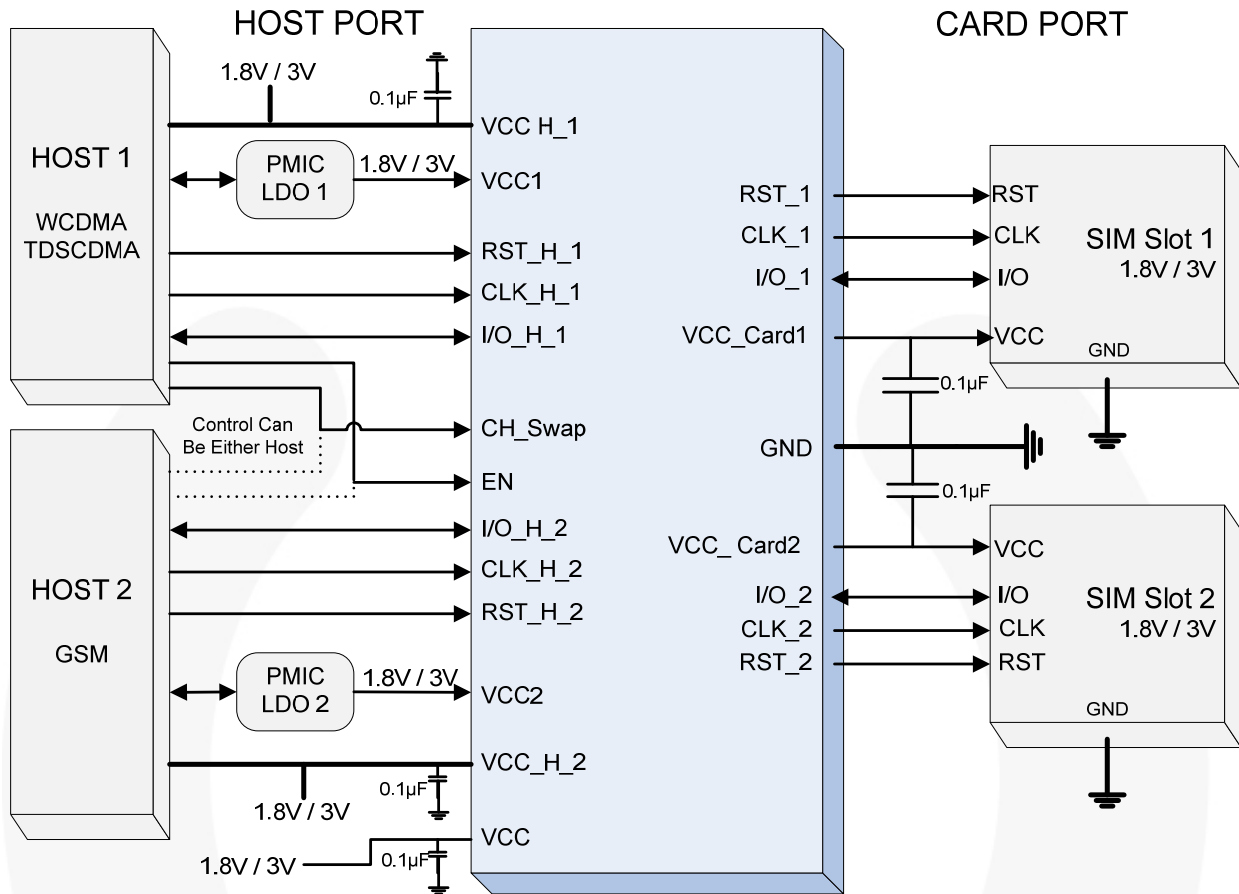 HOST PORT
CARD PORT
1.8V / 3V
0.1µF
VCC H_1
HOST 1
WCDMA
TDSCDMA
PMIC
LDO 1
1.8V / 3V
VCC1
RST_H_1
CLK_H_1
I/O_H_1
Control Can
Be Either Host
CH_Swap
EN
HOST 2
GSM
I/O_H_2
CLK_H_2
RST_H_2
PMIC
LDO 2
1.8V / 3V
VCC2
VCC_H_2
1.8V / 3V
0.1µF
VCC
1.8V / 3V
0.1µF
RST_1
CLK_1
I/O_1
VCC_Card1
GND
VCC_ Card2
I/O_2
CLK_2
RST_2
0.1µF
0.1µF
RST
CLK
I/O
VCC
SIM Slot 1
1.8V / 3V
GND
VCC
I/O
CLK
RST
SIM Slot 2
1.8V / 3V
GND